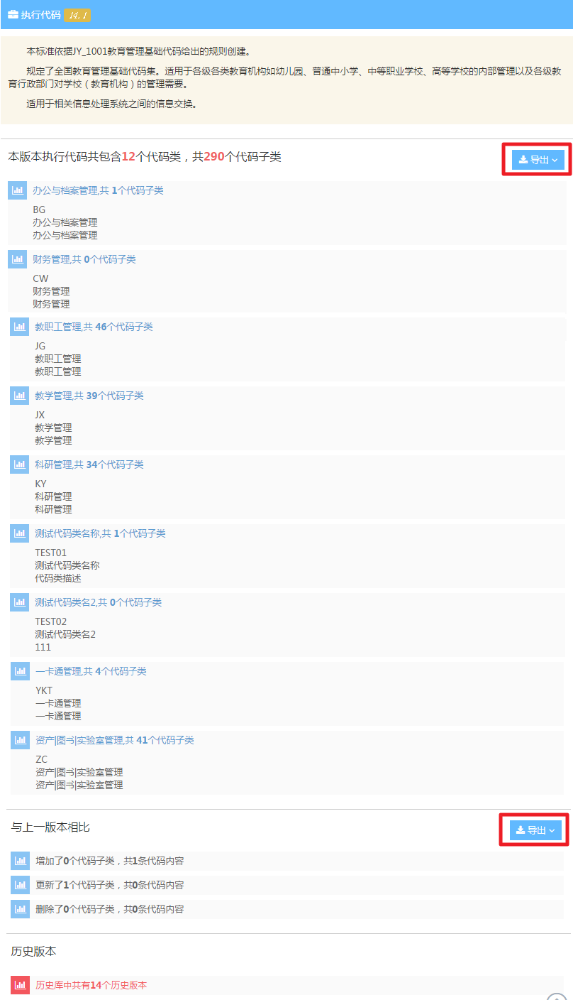 执行代码 14.1
本标准依据JY_1001教育管理基础代码给出的规则创建。
规定了全国教育管理基础代码集。适用于各级各类教育机构如幼儿园、普通中小学、中等职业学校、高等学校的内部管理以及各级教
育行政部门对学校（教育机构）的管理需要。
适用于相关信息处理系统之间的信息交换。
本版本执行代码共包含12个代码类，共290个代码子类
导出
办公与档案管理,共 1个代码子类
BG
办公与档案管理
办公与档案管理
财务管理,共 0个代码子类
CW
财务管理
财务管理
教职工管理,共 46个代码子类
JG
教职工管理
教职工管理
教学管理,共 39个代码子类
JX
教学管理
教学管理
科研管理,共 34个代码子类
KY
科研管理
科研管理
测试代码类名称,共 1个代码子类
TEST01
测试代码类名称
代码类描述
测试代码类名2,共 0个代码子类
TEST02
测试代码类名2
111
一卡通管理,共 4个代码子类
YKT
一卡通管理
一卡通管理
资产|图书|实验室管理,共 41个代码子类
ZC
资产|图书|实验室管理
资产|图书|实验室管理
与上一版本相比
导出
增加了0个代码子类，共1条代码内容
更新了1个代码子类，共0条代码内容
删除了0个代码子类，共0条代码内容
历史版本
历史库中共有14个历史版本